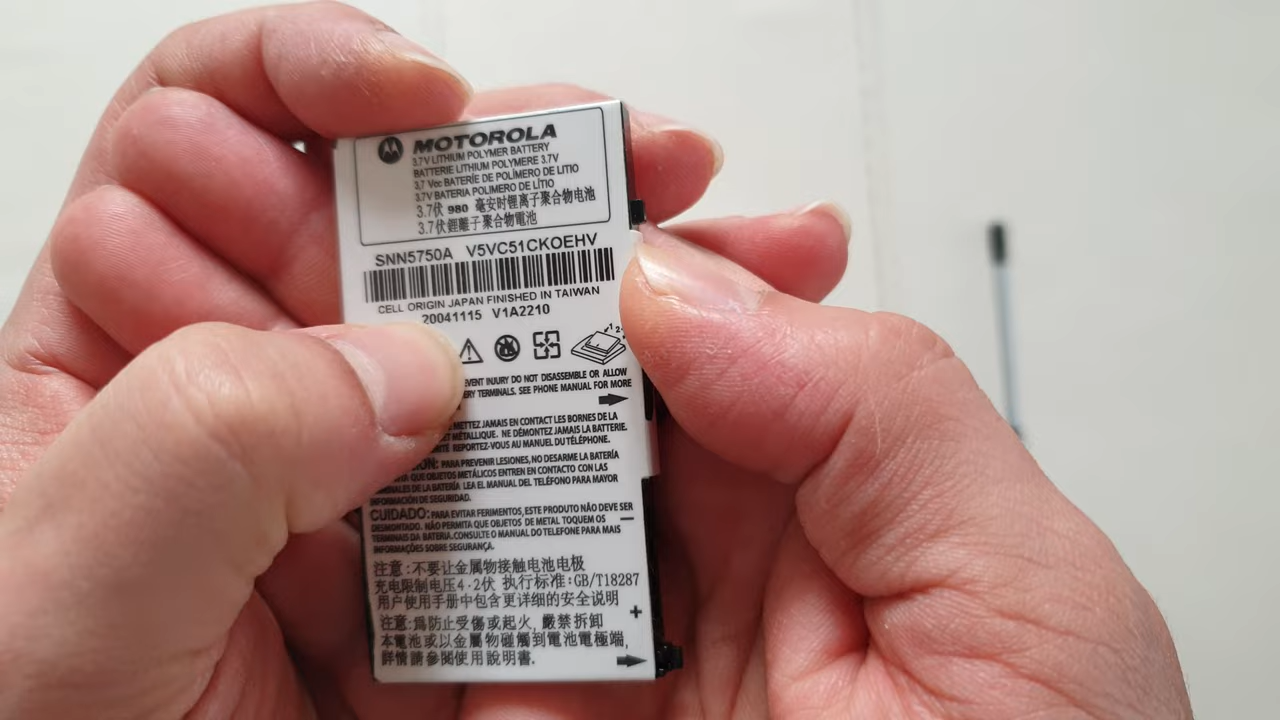 MOTOROLA
3.7V LITHIUM POLYMER BATTERY
BATTERIE LITHIUM POLYMERE 3.7V
3,7 Vcc BATERÍE DE POLÍMERO DE LITIO
3.7V BATERIA POLIMERO DE LÍTIO
3.7伏 980 毫安时锂离子聚合物电池
3.7伏鋰離子聚合物電池
SNN5750A V5VC51CKOEHV
CELL ORIGIN JAPAN FINISHED IN TAIWAN
20041115 V1A2210
1 2
EVENT INJURY DO NOT DISASSEMBLE OR ALLOW
ERY TERMINALS. SEE PHONE MANUAL FOR MORE
METTEZ JAMAIS EN CONTACT LES BORNES DE LA
T MÉTALLIQUE. NE DÉMONTEZ JAMAIS LA BATTERIE.
REPORTEZ-VOUS AU MANUEL DU TÉLÉPHONE.
ION: PARA PREVENIR LESIONES, NO DESARME LA BATERÍA
QUE OBJETOS METÁLICOS ENTREN EN CONTACTO CON LAS
NALES DE LA BATERÍA LEA EL MANUAL DEL TELÉFONO PARA MAYOR
INFORMACIÓN DE SEGURIDAD.
CUIDADO: PARA EVITAR FERIMENTOS, ESTE PRODUTO NÃO DEVE SER
DESMONTADO. NÃO PERMITA QUE OBJETOS DE METAL TOQUEM OS
TERMINAIS DA BATERIA. CONSULTE O MANUAL DO TELEFONE PARA MAIS
INFORMAÇÕES SOBRE SEGURANÇA.
注意:不要让金属物接触电池电极
充电限制电压4.2伏 执行标准:GB/T18287
用户使用手册中包含更详细的安全说明
注意:爲防止受傷或起火,嚴禁拆卸
本電池或以金屬物碰觸到電池電極端,
詳情請參閱使用說明書.